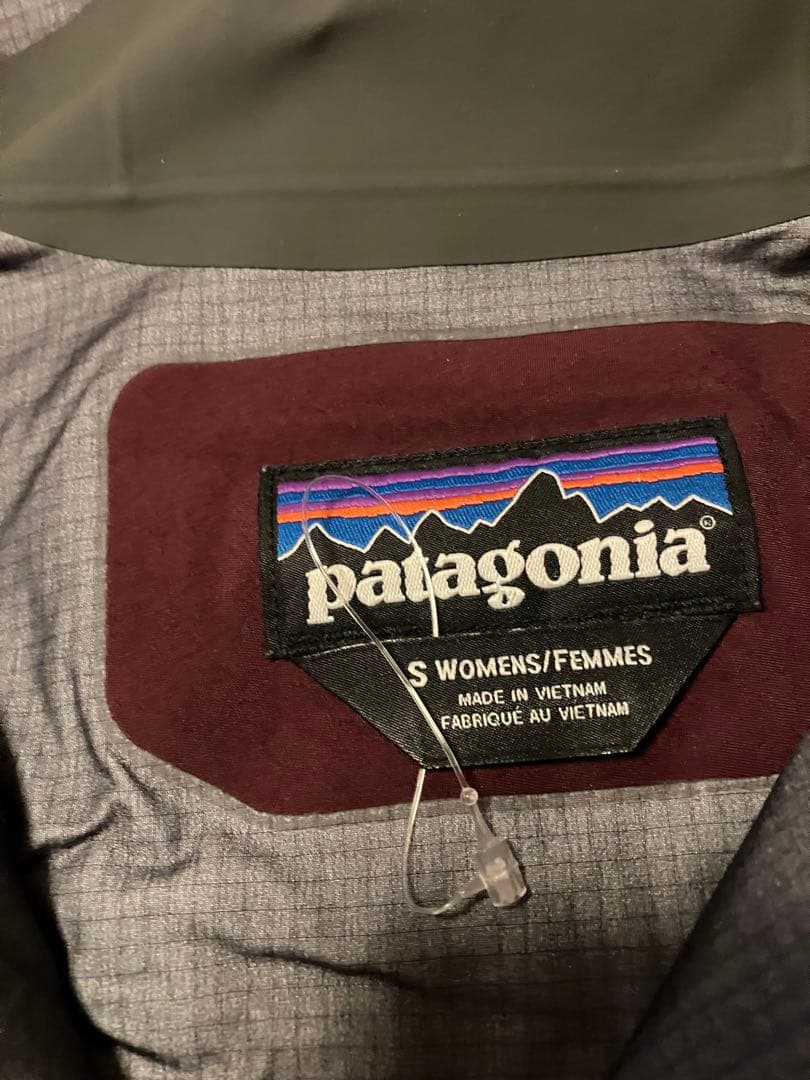 patagonia®
S WOMENS/FEMMES
MADE IN VIETNAM
FABRIQUÉ AU VIETNAM